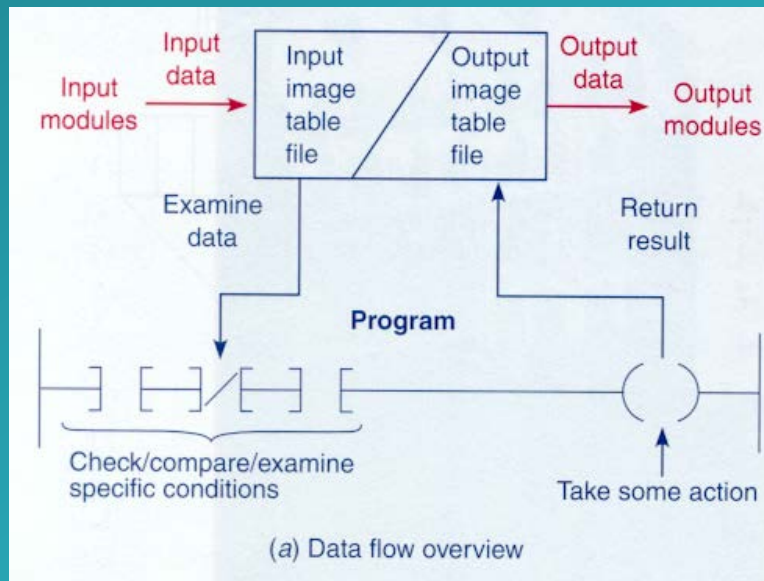 Input
data
Input
modules
Input
image
table
file
Output
image
table
file
Output
data
Output
modules
Examine
data
Return
result
Program
Check/compare/examine
specific conditions
Take some action
(a) Data flow overview